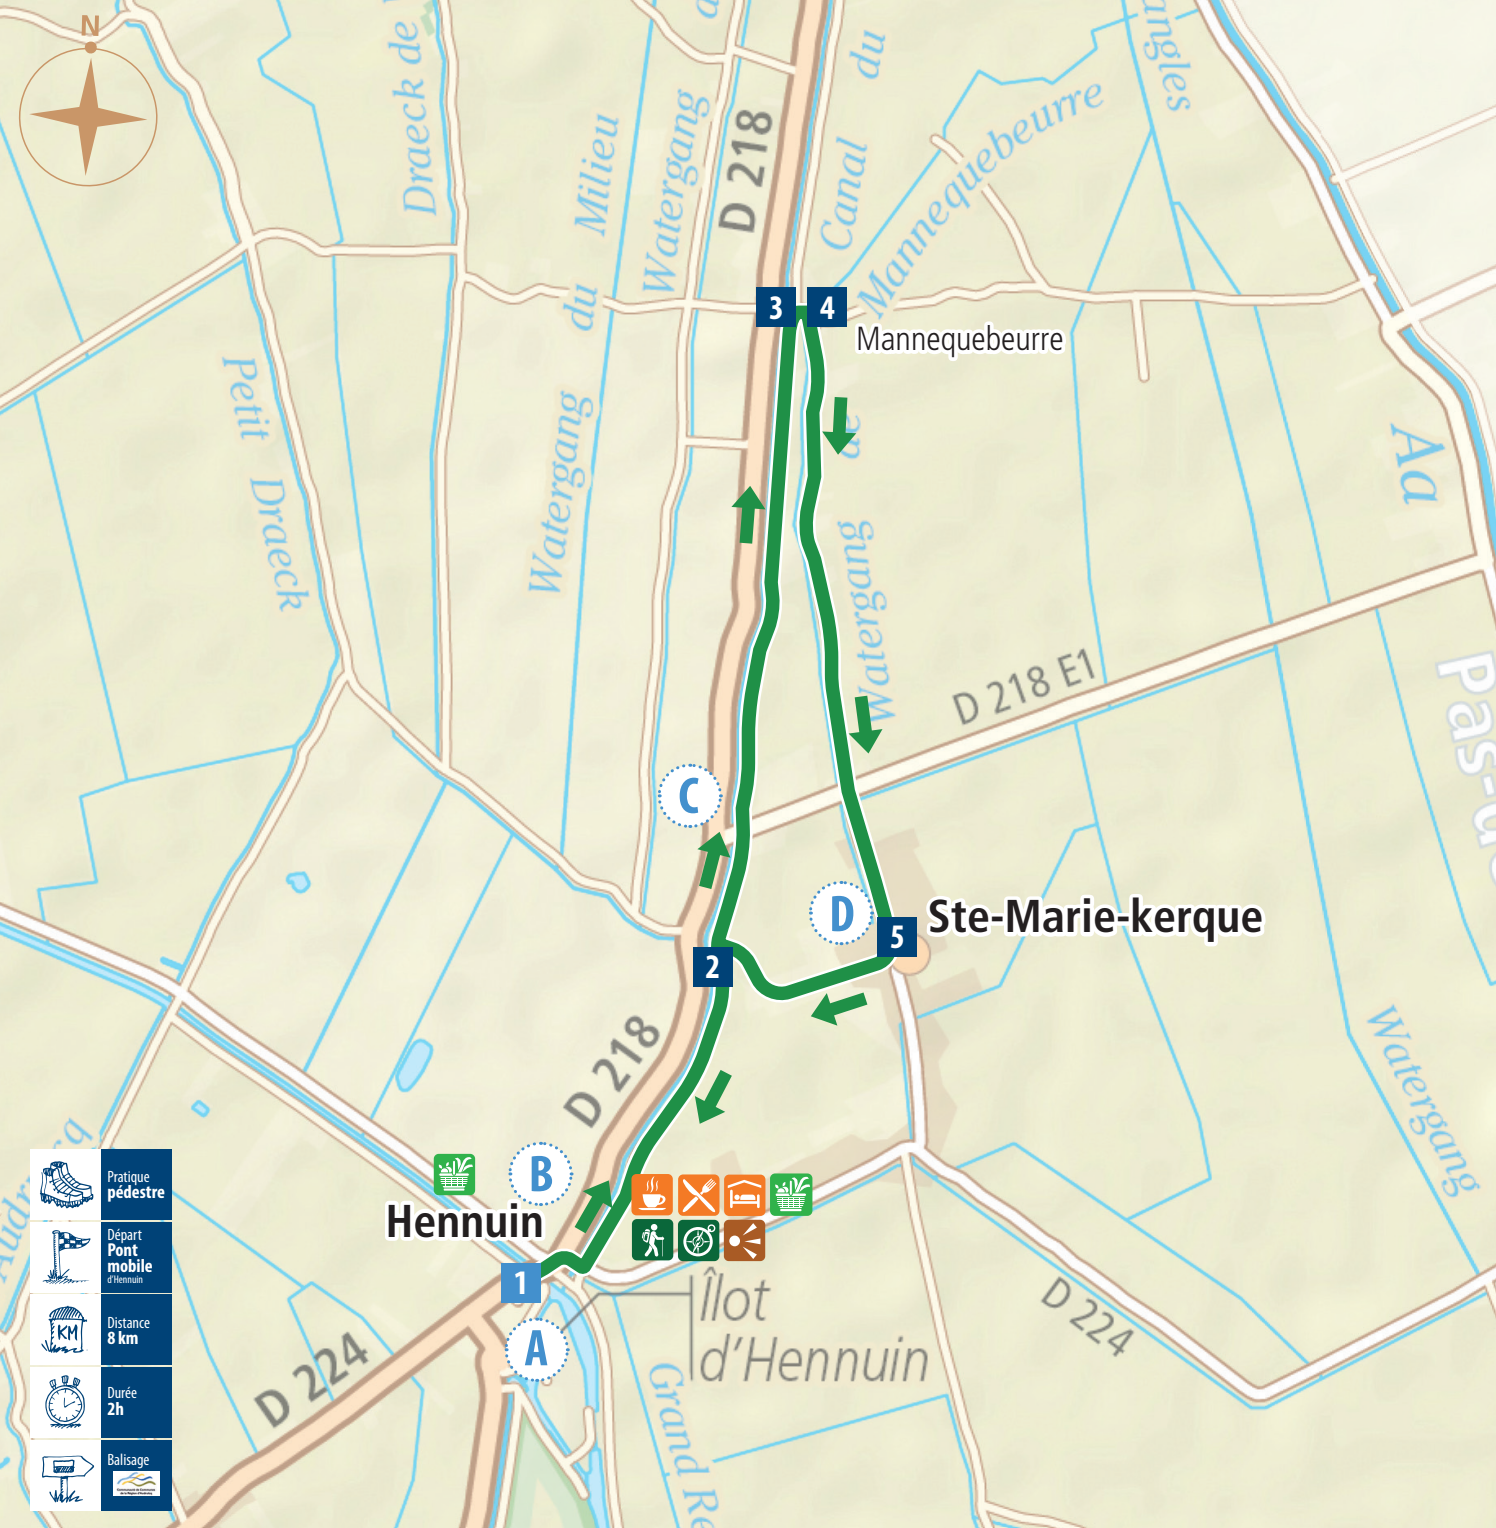 N
Draeck de
Milieu
du
Watergang
Watergang
D 218
Canal du
Mannequebeurre
angles
3
4
Mannequebeurre
de
Watergang
Petit Draeck
Aa
D 218 E1
Pas-d
C
D
Ste-Marie-kerque
5
2
D 218
Watergang
B
Hennuin
1
A
Îlot
d'Hennuin
D 224
D 224
Grand Re
Pratique
pédestre
Départ
Pont
mobile
d'Hennuin
KM
Distance
8 km
Durée
2h
Balisage